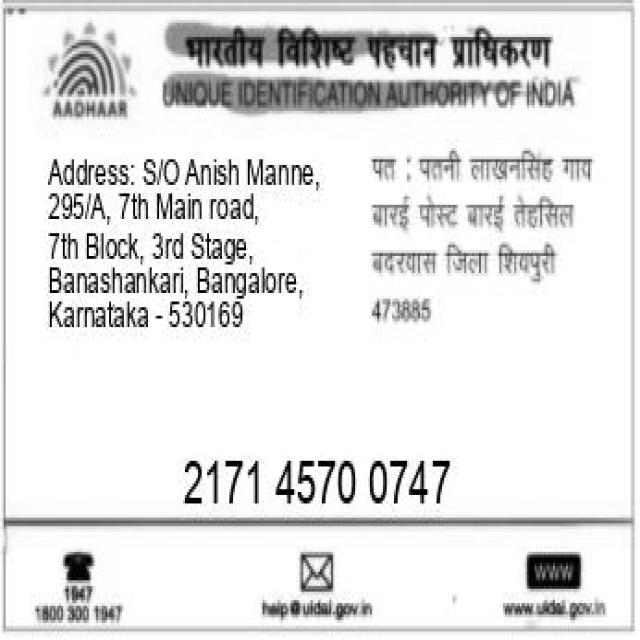 भारतीय विशिष्ट पहचान प्राधिकरण
UNIQUE IDENTIFICATION AUTHORITY OF INDIA
AADHAAR
Address: S/O Anish Manne,
295/A, 7th Main road,
7th Block, 3rd Stage,
Banashankari, Bangalore,
Karnataka - 530169
पत : पतनी लाखनसिंह गाय
बारई पोस्ट बारई तेहसिल
बदरवास जिला शिवपुरी
473885
2171 4570 0747
1947
1800 300 1947
help@uidai.gov.in
WWW
www.uidai.gov.in